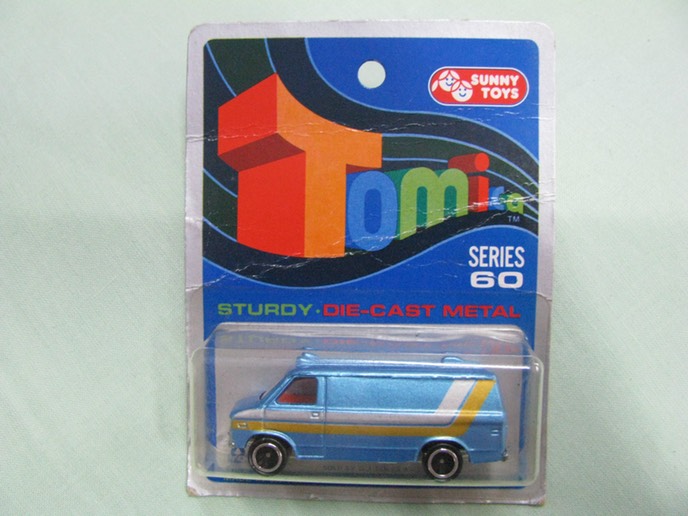 SUNNY
TOYS
Tomica
TM
SERIES
60
STURDY·DIE-CAST METAL